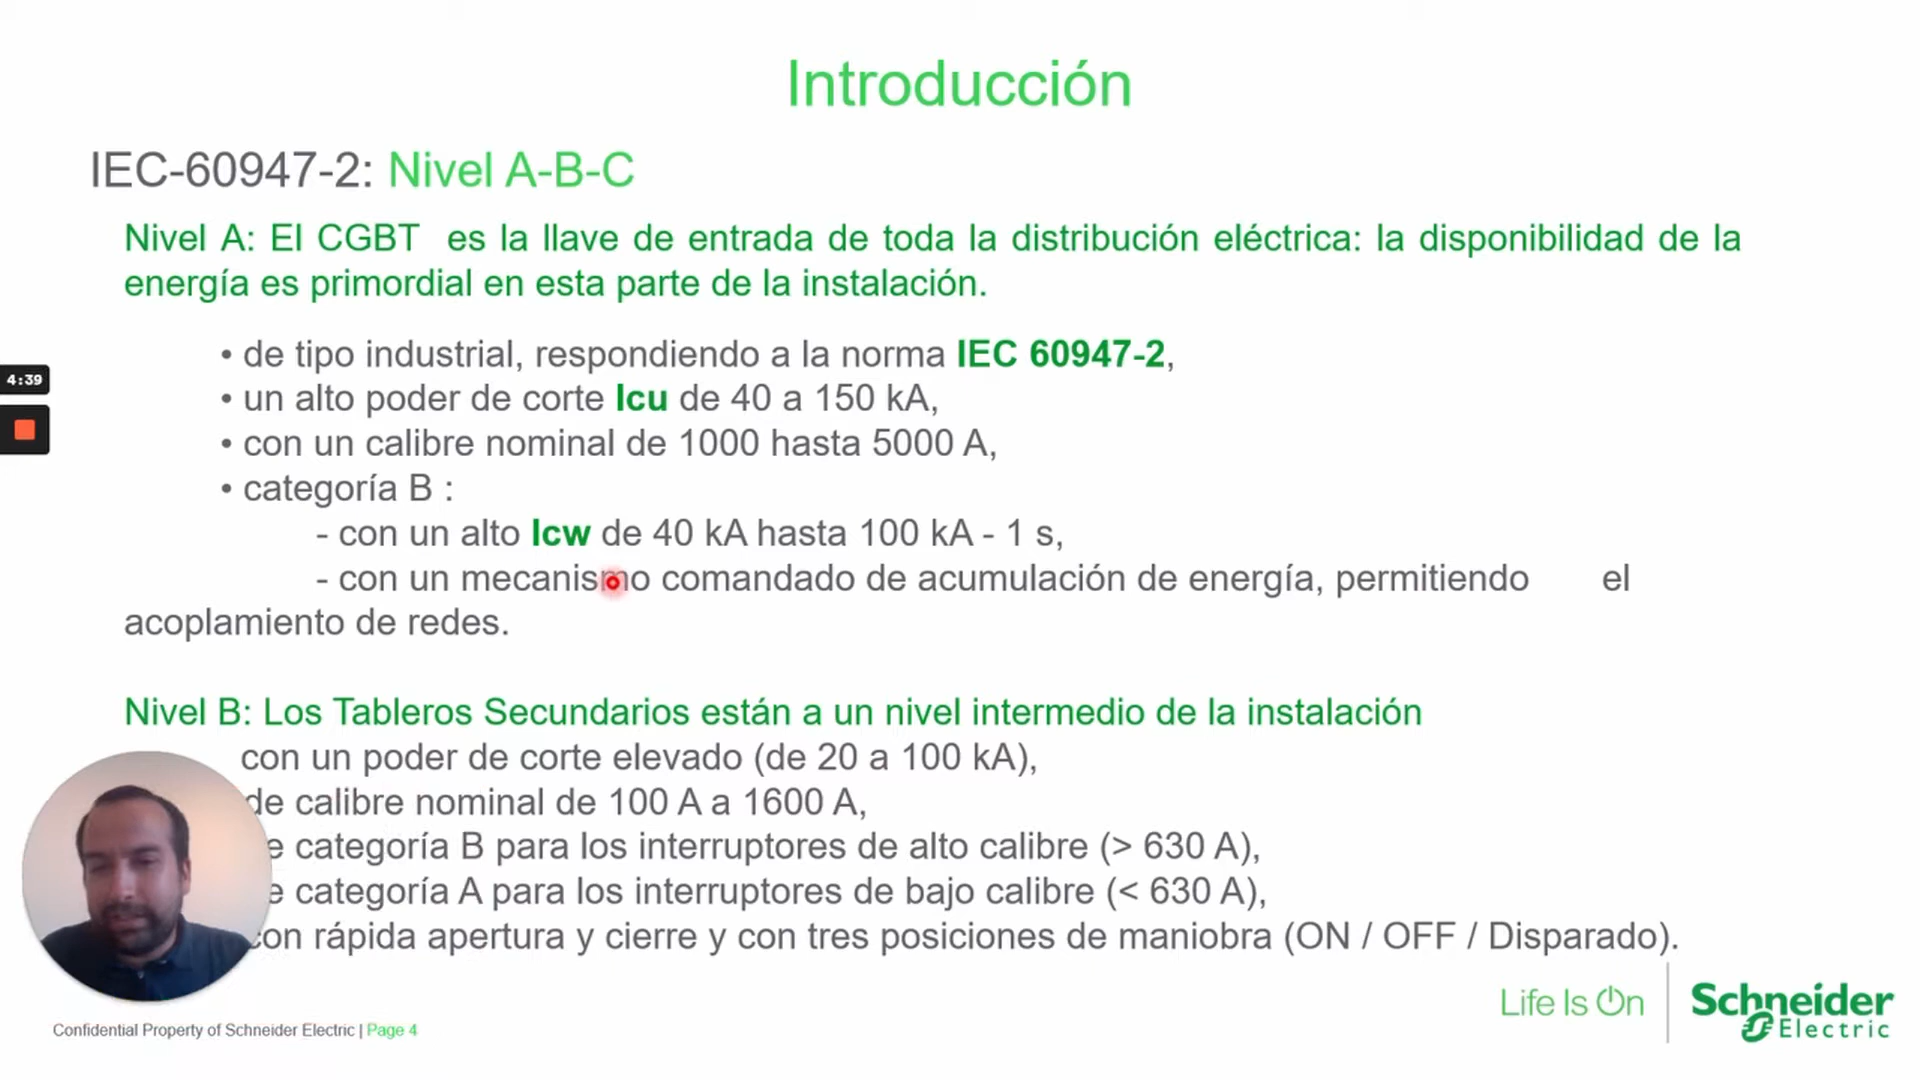 Introducción
IEC-60947-2: Nivel A-B-C
Nivel A: El CGBT es la llave de entrada de toda la distribución eléctrica: la disponibilidad de la
energía es primordial en esta parte de la instalación.
• de tipo industrial, respondiendo a la norma IEC 60947-2,
• un alto poder de corte Icu de 40 a 150 kA,
• con un calibre nominal de 1000 hasta 5000 A,
4:39
• categoría B :
- con un alto Icw de 40 kA hasta 100 kA - 1 s,
- con un mecanismo comandado de acumulación de energía, permitiendo el
acoplamiento de redes.
Nivel B: Los Tableros Secundarios están a un nivel intermedio de la instalación
con un poder de corte elevado (de 20 a 100 kA),
de calibre nominal de 100 A a 1600 A,
e categoría B para los interruptores de alto calibre (> 630 A),
e categoría A para los interruptores de bajo calibre (< 630 A),
con rápida apertura y cierre y con tres posiciones de maniobra (ON / OFF / Disparado).
Life Is On
Schneider
Electric
Confidential Property of Schneider Electric | Page 4